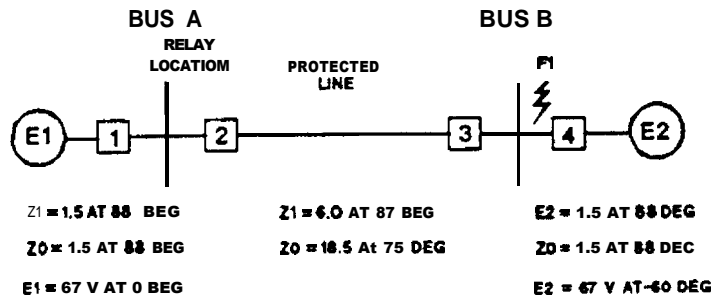 BUS A
BUS B
RELAY
LOCATIOM
PROTECTED
LINE
F1
E1
1
2
3
4
E2
Z1 = 1.5 AT 88 BEG
Z1 = 6.0 AT 87 BEG
E2 = 1.5 AT 88 DEG
Z0 = 1.5 AT 88 BEG
Z0 = 18.5 At 75 DEG
Z0 = 1.5 AT 88 DEC
E1 = 67 V AT 0 BEG
E2 = 67 V AT-60 DEG